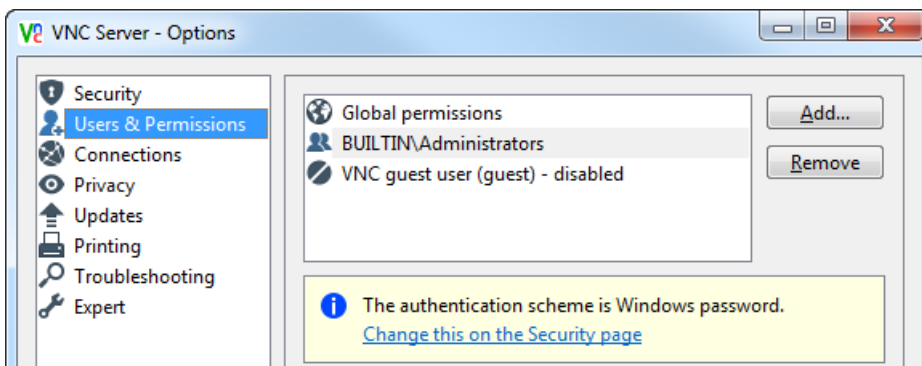 VNC Server - Options
Security
Users & Permissions
Connections
Privacy
Updates
Printing
Troubleshooting
Expert
Global permissions
BUILTIN\Administrators
VNC guest user (guest) - disabled
Add...
Remove
The authentication scheme is Windows password.
Change this on the Security page